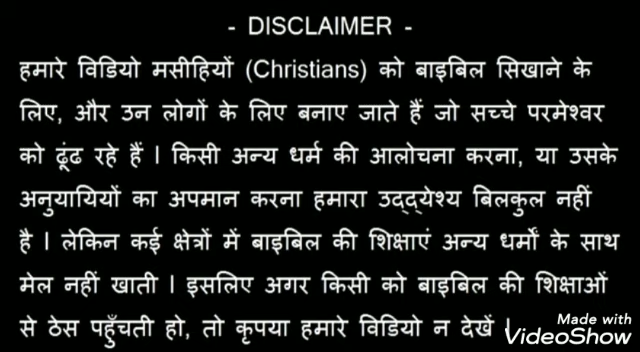 - DISCLAIMER -
हमारे विडियो मसीहियों (Christians) को बाइबिल सिखाने के
लिए, और उन लोगों के लिए बनाए जाते हैं जो सच्चे परमेश्वर
को ढूंढ रहे हैं । किसी अन्य धर्म की आलोचना करना, या उसके
अनुयायियों का अपमान करना हमारा उद्द्येश्य बिलकुल नहीं
है । लेकिन कई क्षेत्रों में बाइबिल की शिक्षाएं अन्य धर्मों के साथ
मेल नहीं खाती । इसलिए अगर किसी को बाइबिल की शिक्षाओं
से ठेस पहुँचती हो, तो कृपया हमारे विडियो न देखें ।
Made with
VideoShow